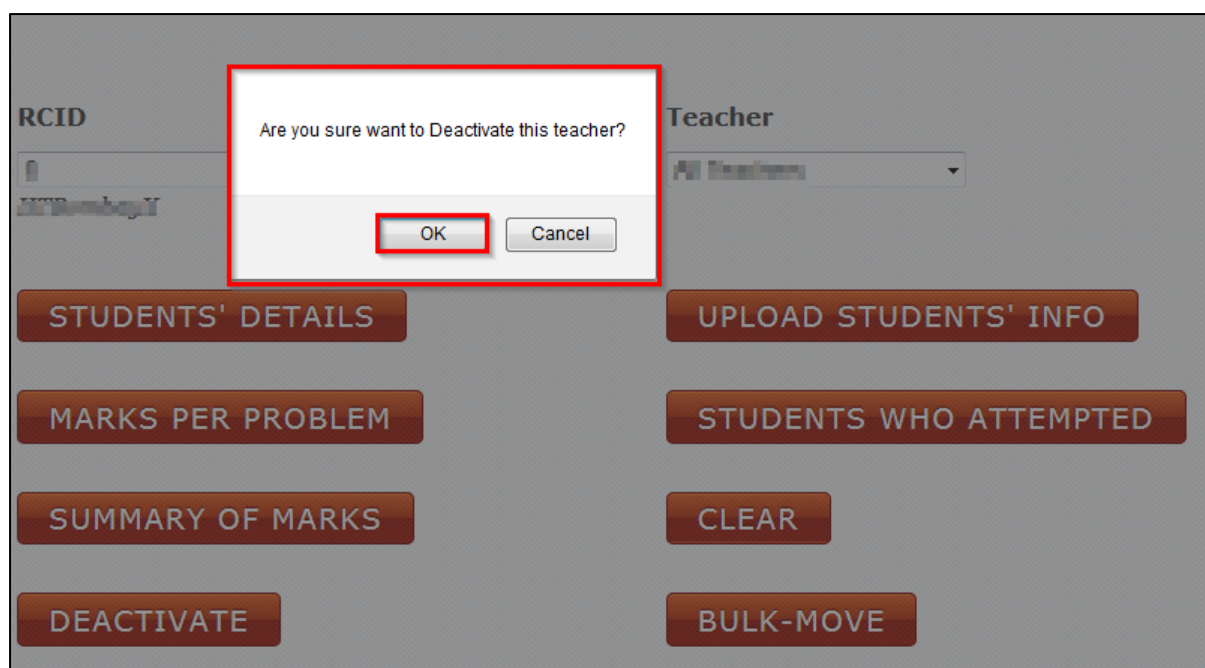 RCID
Teacher
Are you sure want to Deactivate this teacher?
OK
Cancel
STUDENTS' DETAILS
UPLOAD STUDENTS' INFO
MARKS PER PROBLEM
STUDENTS WHO ATTEMPTED
SUMMARY OF MARKS
CLEAR
DEACTIVATE
BULK-MOVE